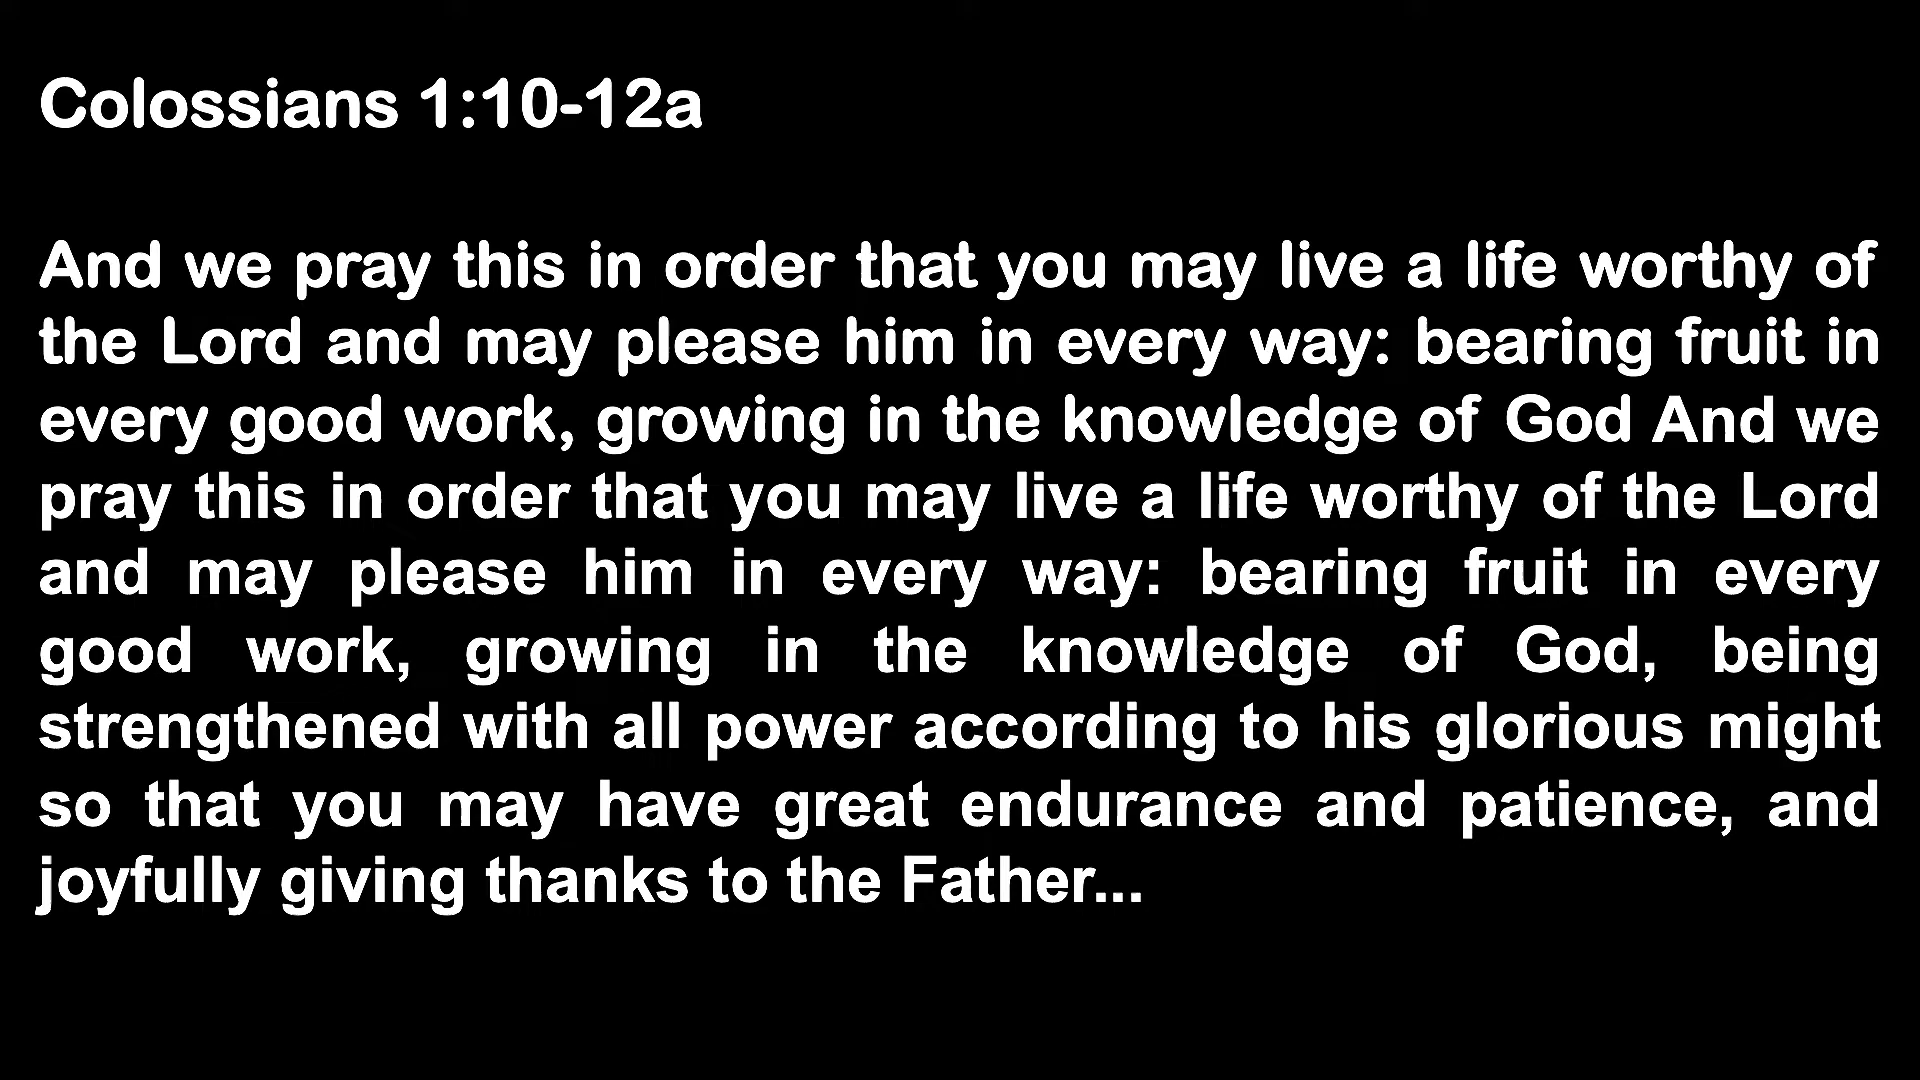 Colossians 1:10-12a
And we pray this in order that you may live a life worthy of
the Lord and may please him in every way: bearing fruit in
every good work, growing in the knowledge of God And we
pray this in order that you may live a life worthy of the Lord
and may please him in every way: bearing fruit in every
good work, growing in the knowledge of God, being
strengthened with all power according to his glorious might
so that you may have great endurance and patience, and
joyfully giving thanks to the Father...